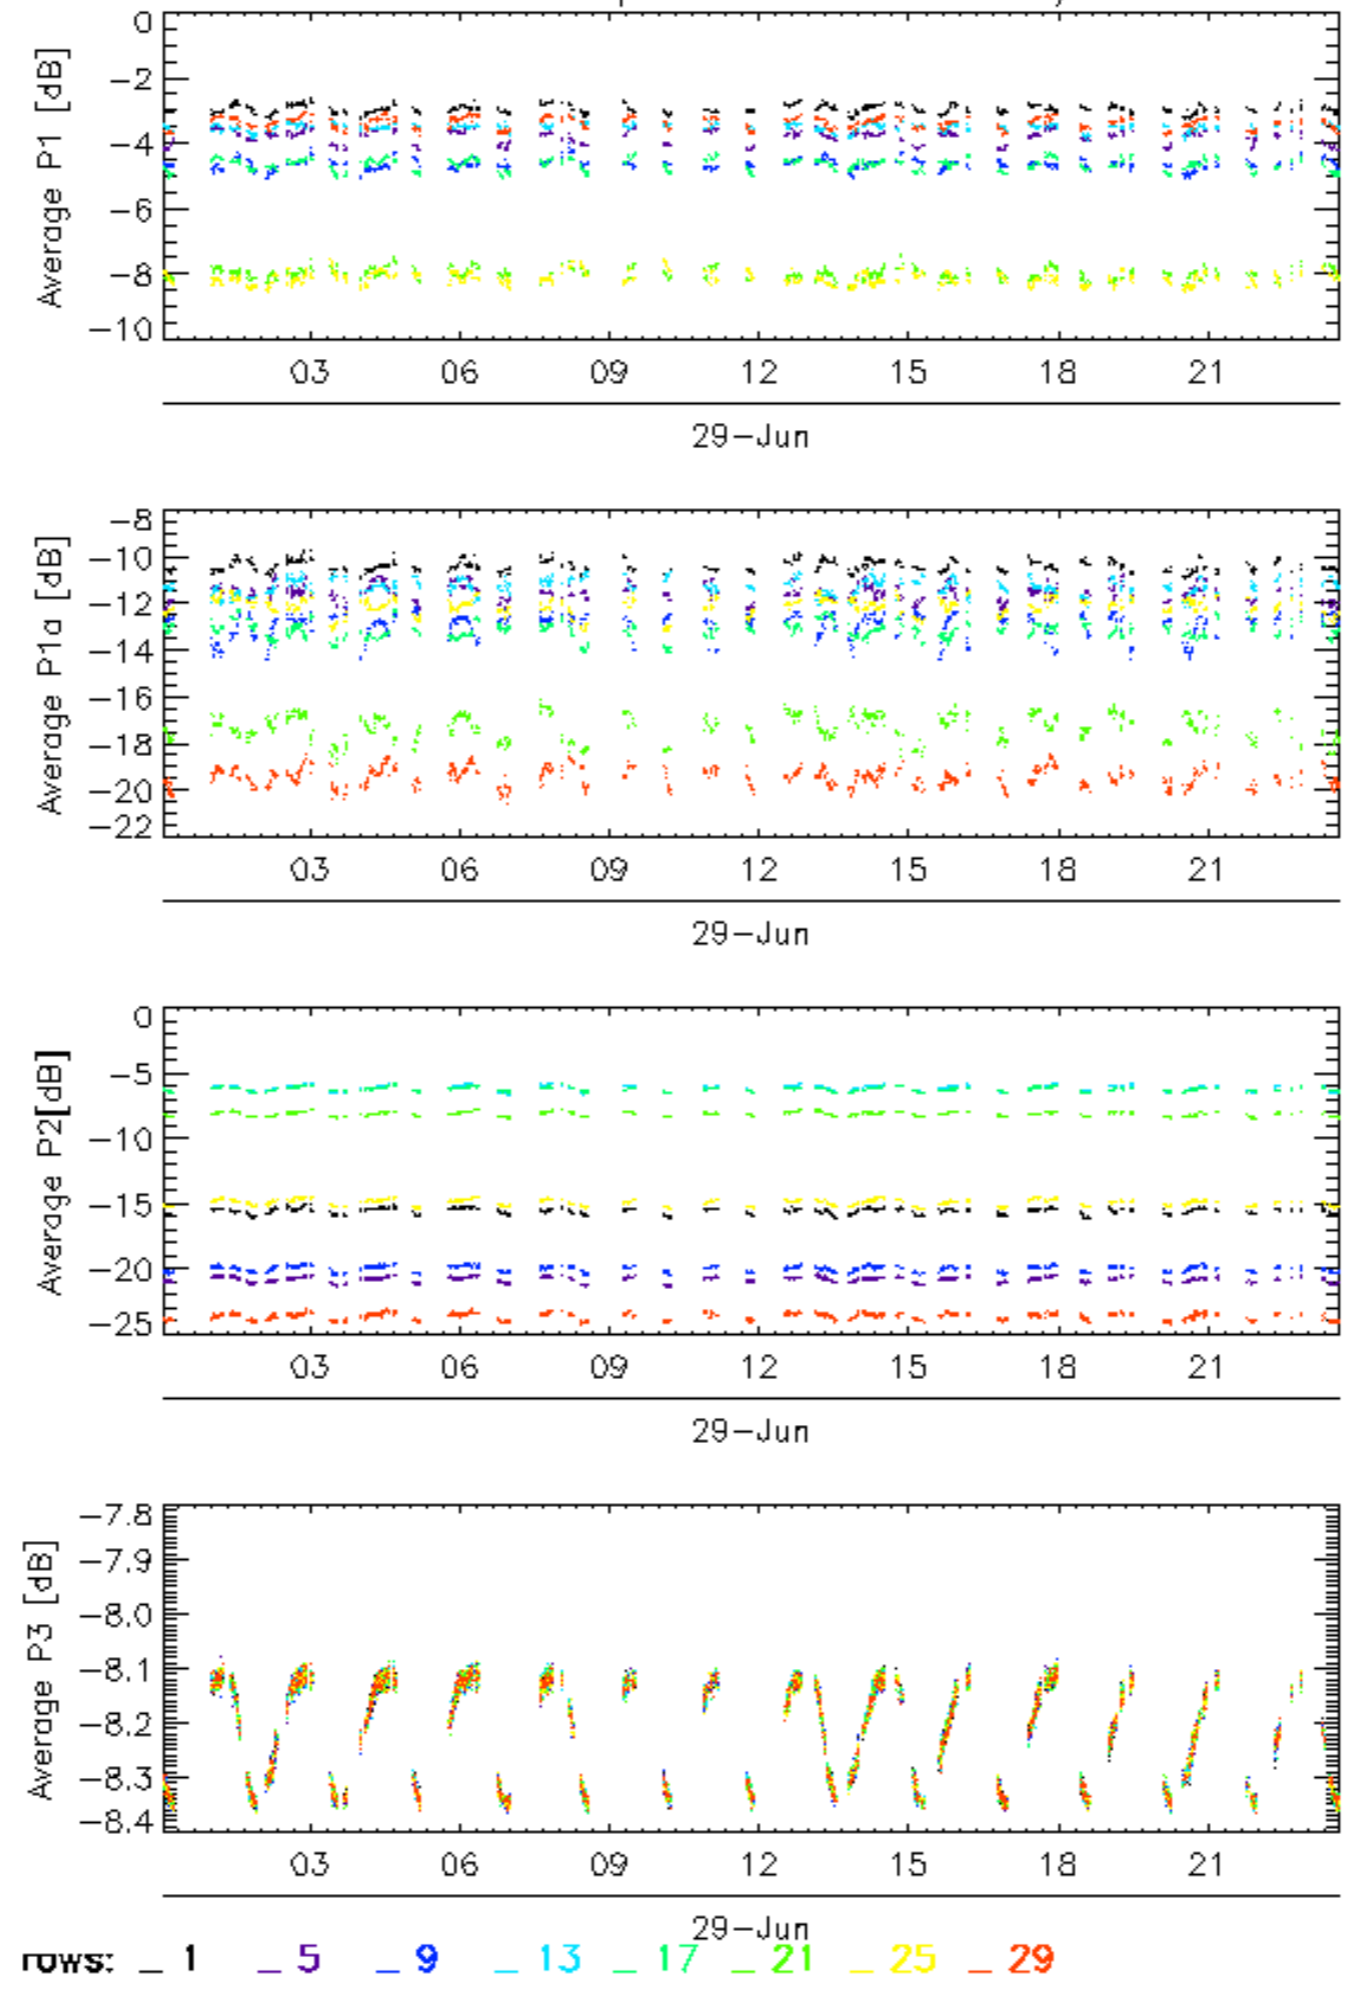 0
-2
-4
-6
-8
-10
Average P1 [dB]
03 06 09 12 15 18 21
29-Jun
-8
-10
-12
-14
-16
-18
-20
-22
Average P1a [dB]
03 06 09 12 15 18 21
29-Jun
0
-5
-10
-15
-20
-25
Average P2[dB]
03 06 09 12 15 18 21
29-Jun
-7.8
-7.9
-8.0
-8.1
-8.2
-8.3
-8.4
Average P3 [dB]
03 06 09 12 15 18 21
29-Jun
rows: _ 1 _ 5 _ 9 _ 13 _ 17 _ 21 _ 25 _ 29